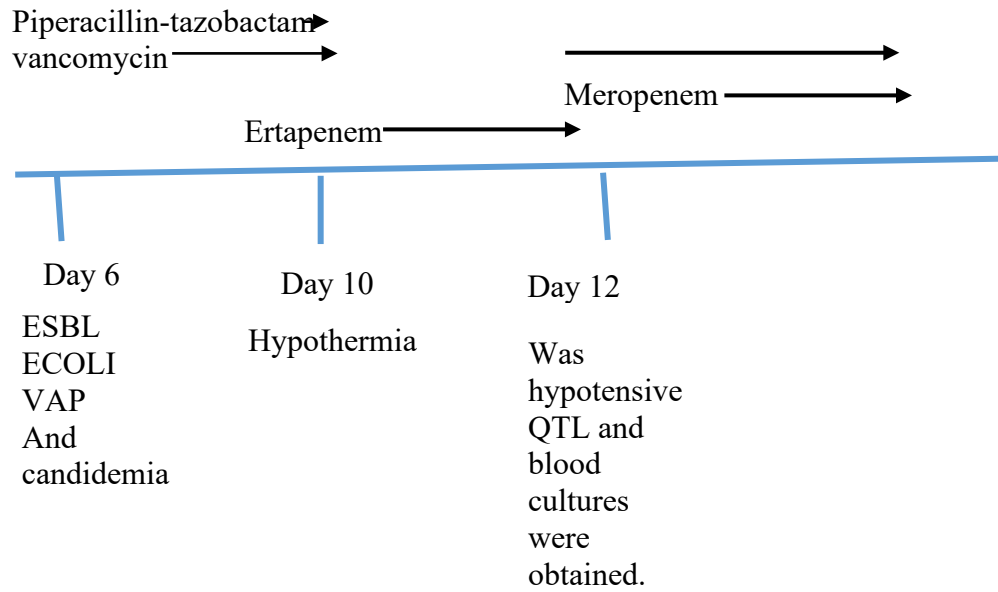 Piperacillin-tazobactam
vancomycin
Meropenem
Ertapenem
Day 6
Day 10
Day 12
ESBL
ECOLI
VAP
And
candidemia
Hypothermia
Was
hypotensive
QTL and
blood
cultures
were
obtained.